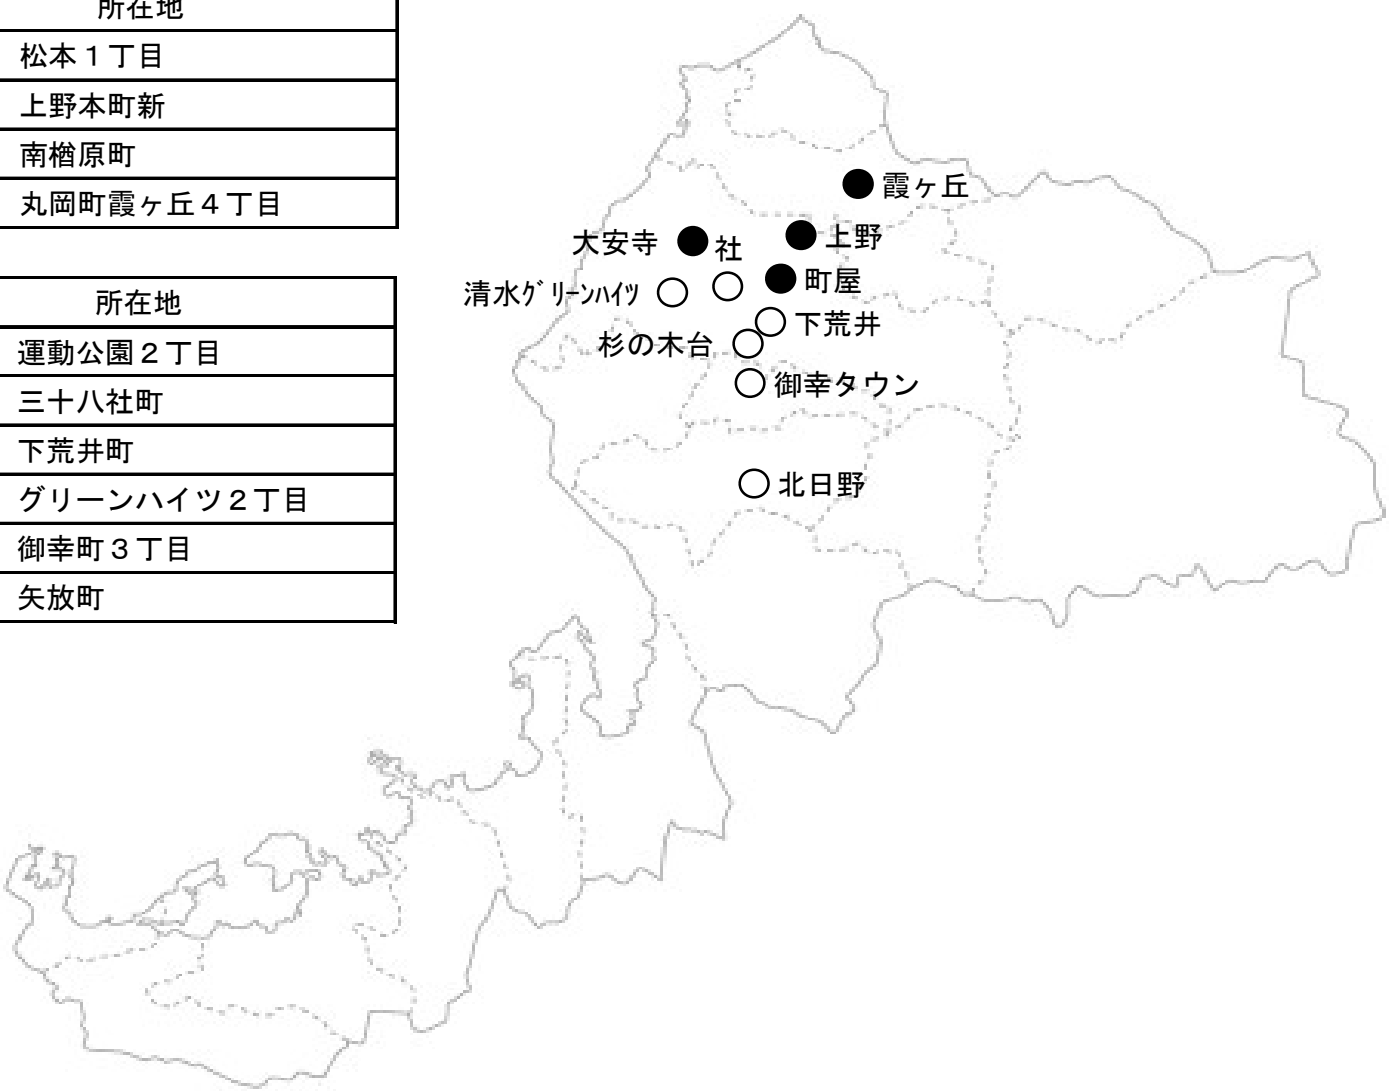 所在地
松本１丁目
上野本町新
南楢原町
丸岡町霞ヶ丘４丁目
所在地
運動公園２丁目
三十八社町
下荒井町
グリーンハイツ２丁目
御幸町３丁目
矢放町
霞ヶ丘
大安寺
社
上野
清水ｸﾞﾘｰﾝﾊｲﾂ
町屋
下荒井
杉の木台
御幸タウン
北日野